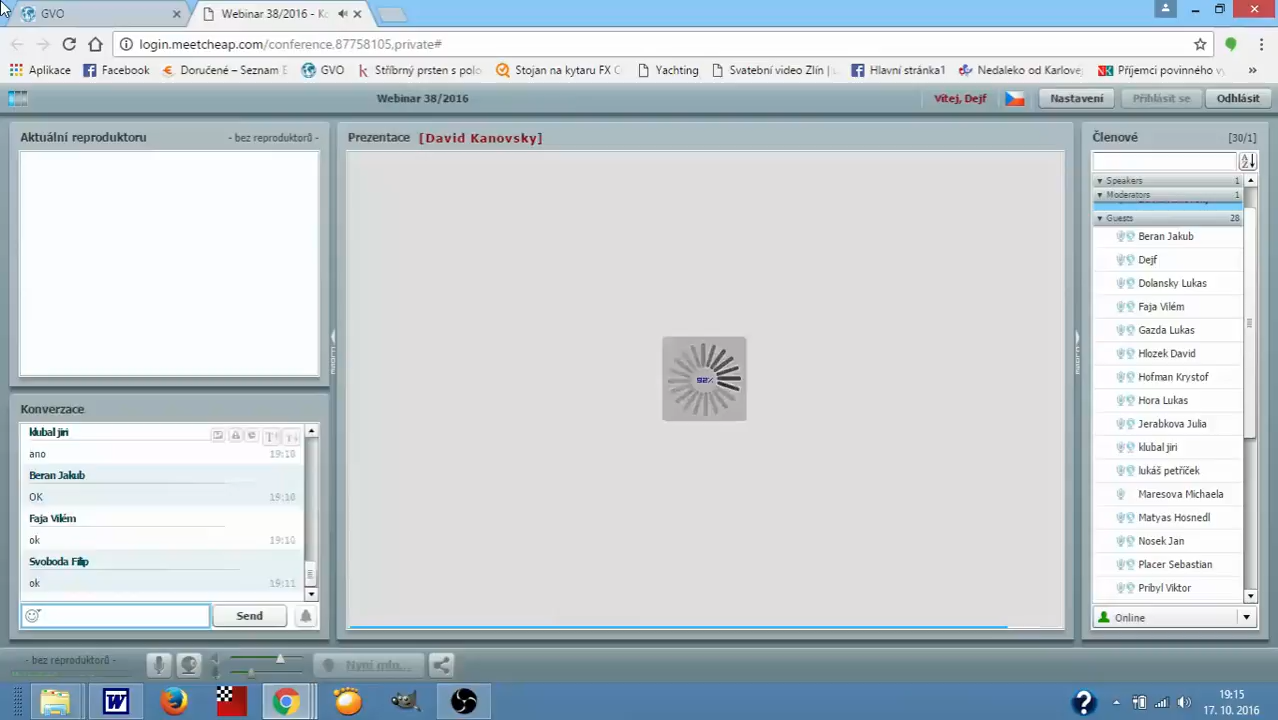 GVO
Webinar 38/2016 - Ko
login.meetcheap.com/conference.87758105,private#
Aplikace
Facebook
Doručené – Seznam E
GVO
Stříbrný prsten s polo
Stojan na kytaru FX C
Yachting
Svatební video Zlín |
Hlavní stránka1
Nedaleko od Karlove
Příjemci povinného v
»
Webinar 38/2016
Vítej, Dejf
Nastavení
Přihlásit se
Odhlásit
Aktuální reproduktoru
- bez reproduktorů -
Prezentace [David Kanovsky]
92%
Konverzace
klubal jiri
ano 19:10
Beran Jakub
OK 19:10
Faja Vilém
ok 19:10
Svoboda Filip
ok 19:11
Send
Členové [30/1]
Speakers 1
Moderators 1
Guests 28
Beran Jakub
Dejf
Dolansky Lukas
Faja Vilém
Gazda Lukas
Hlozek David
Hofman Krystof
Hora Lukas
Jerabkova Julia
klubal jiri
lukáš petříček
Maresova Michaela
Matyas Hosnedl
Nosek Jan
Placer Sebastian
Pribyl Viktor
Online
- bez reproduktorů -
Nyní mlu...
19:15
17. 10. 2016